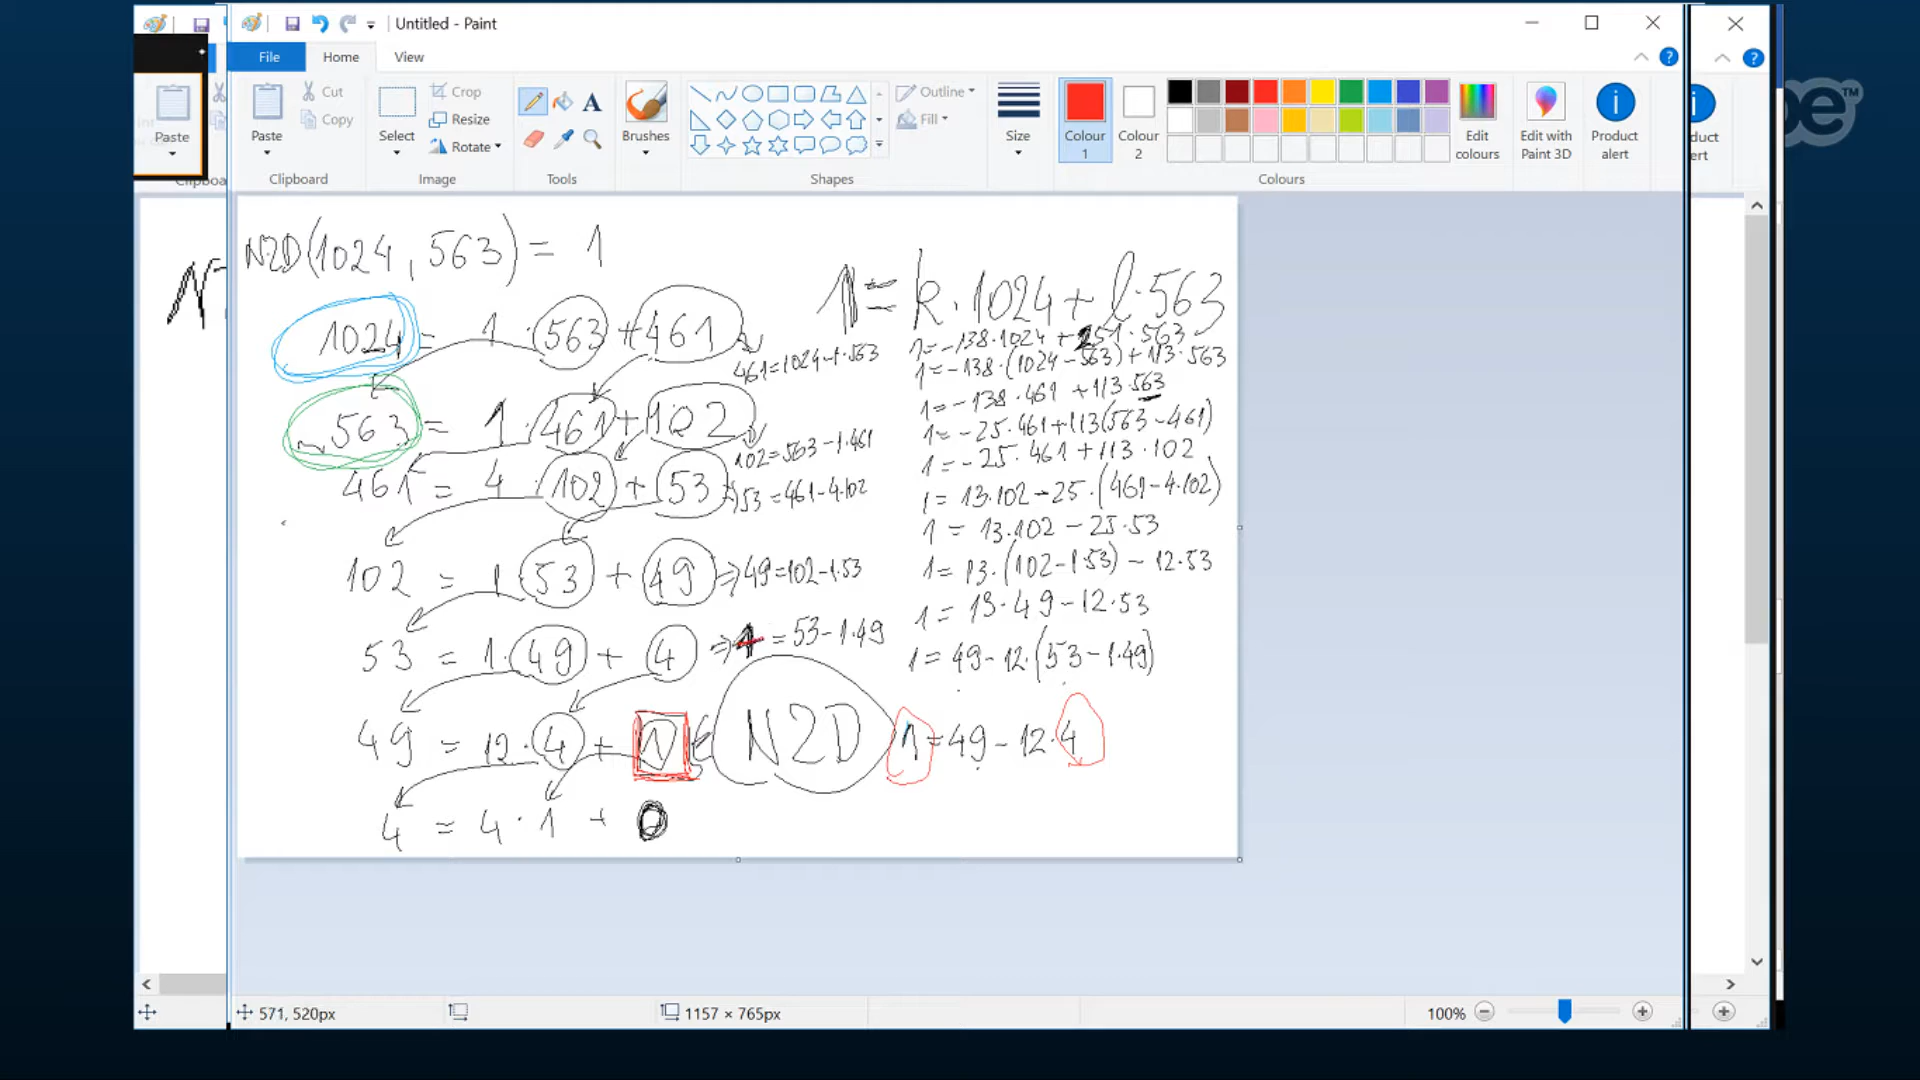 Untitled - Paint
File Home View
Paste
Cut
Copy
Clipboard
Select
Crop
Resize
Rotate
Image
Tools
Brushes
Shapes
Outline
Fill
Size
Colour 1
Colour 2
Edit colours
Edit with Paint 3D
Product alert
Colours
Paste
N2D(1024, 563) = 1
1024 = 1 · 563 + 461
461=1024-1·563
563 = 1 · 461 + 102
102=563-1·461
461 = 4 · 102 + 53
53=461-4·102
102 = 1 · 53 + 49 ⇒ 49=102-1·53
53 = 1 · 49 + 4 ⇒ = 53-1·49
49 = 12 · 4 + 1
N2D
4 = 4 · 1 + 0
1 = k·1024 + l·563
1=-138·1024 + 251·563
1=-138·(1024-563) + 113·563
1=-138·461 +113·563
1=-25·461+113(563-461)
1=-25·461+113·102
1= 13·102-25·(461-4·102)
1 = 13·102 - 25·53
1= 13·(102-1·53) - 12·53
1= 13·49-12·53
1= 49-12·(53-1·49)
1=49-12·4
571, 520px
1157 × 765px
100%